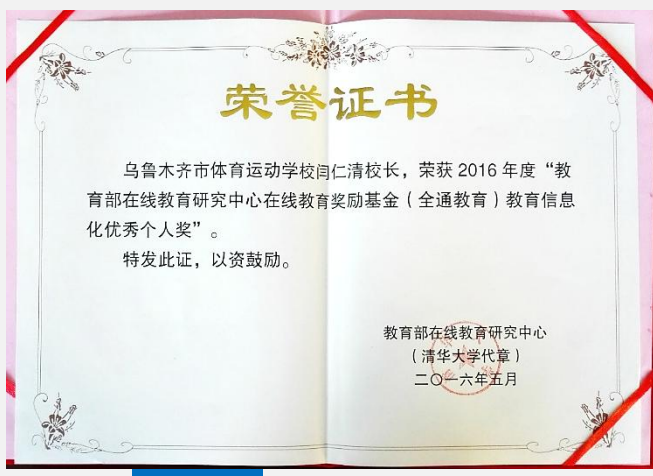 荣誉证书
乌鲁木齐市体育运动学校闫仁清校长，荣获2016年度“教
育部在线教育研究中心在线教育奖励基金（全通教育）教育信息
化优秀个人奖”。
特发此证，以资鼓励。
教育部在线教育研究中心
（清华大学代章）
二〇一六年五月